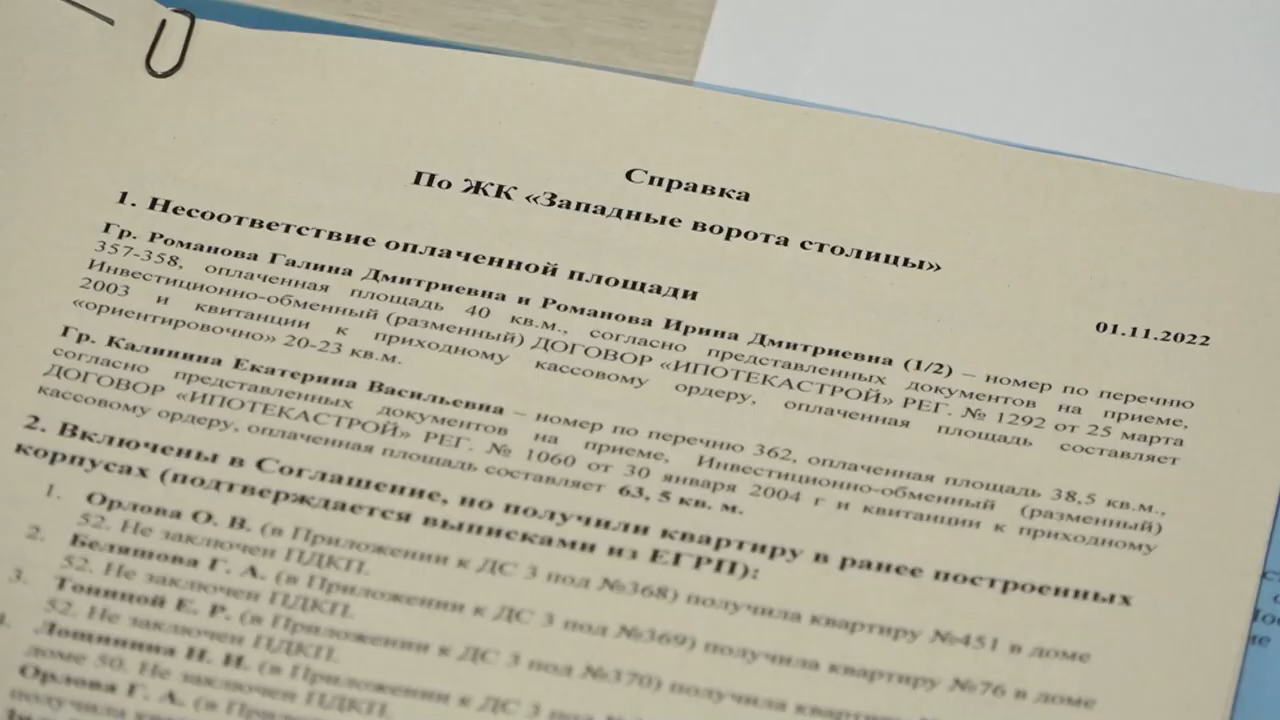 Справка
По ЖК «Западные ворота столицы»
01.11.2022
1. Несоответствие оплаченной площади
Гр. Романова Галина Дмитриевна и Романова Ирина Дмитриевна (1/2) – номер по перечню
357-358, оплаченная площадь 40 кв.м., согласно представленных документов на приеме,
Инвестиционно-обменный (разменный) ДОГОВОР «ИПОТЕКАСТРОЙ» РЕГ. № 1292 от 25 марта
2003 и квитанции к приходному кассовому ордеру, оплаченная площадь составляет
«ориентировочно» 20-23 кв.м.
Гр. Калинина Екатерина Васильевна – номер по перечню 362, оплаченная площадь 38,5 кв.м.,
согласно представленных документов на приеме, Инвестиционно-обменный (разменный)
ДОГОВОР «ИПОТЕКАСТРОЙ» РЕГ. № 1060 от 30 января 2004 г и квитанции к приходному
кассовому ордеру, оплаченная площадь составляет 63, 5 кв. м.
2. Включены в Соглашение, но получили квартиру в ранее построенных
корпусах (подтверждается выписками из ЕГРП):
1. Орлова О. В. (в Приложении к ДС 3 под №368) получила квартиру №451 в доме
52. Не заключен ПДКП.
2. Беляшова Г. А. (в Приложении к ДС 3 под №369) получила квартиру №76 в доме
52. Не заключен ПДКП.
3. Тоницой Е. Р. (в Приложении к ДС 3 под №370) получила
52. Не заключен ПДКП.
Лощинина Н. И. (в Приложении к ДС 3 под
доме 50. Не заключен ПДКП.
Орлова Г. А. (в Приложении к ДС 3 под
получила